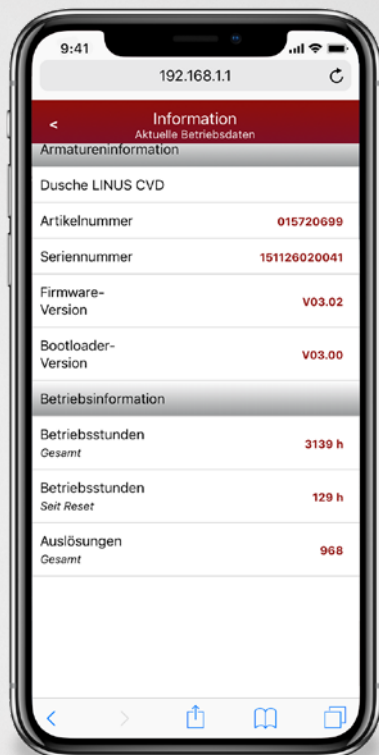 9:41
192.168.1.1
<
Information
Aktuelle Betriebsdaten
Armatureninformation
Dusche LINUS CVD
Artikelnummer 015720699
Seriennummer 151126020041
Firmware-
Version V03.02
Bootloader-
Version V03.00
Betriebsinformation
Betriebsstunden
Gesamt 3139 h
Betriebsstunden
Seit Reset 129 h
Auslösungen
Gesamt 968